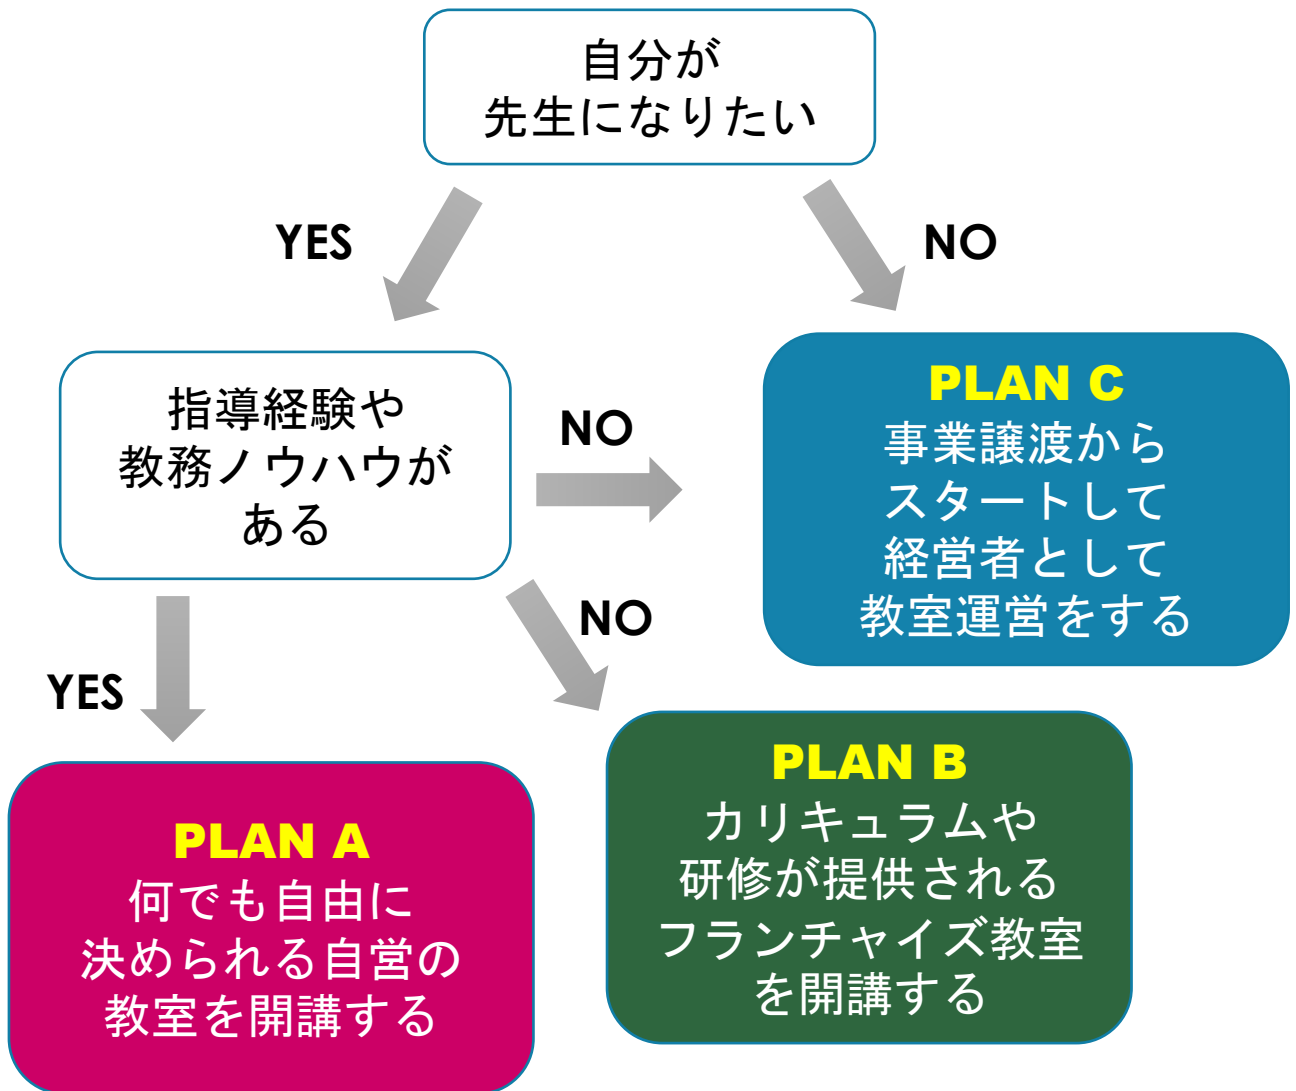 自分が
先生になりたい
YES
NO
指導経験や
教務ノウハウが
ある
NO
PLAN C
事業譲渡から
スタートして
経営者として
教室運営をする
YES
NO
PLAN A
何でも自由に
決められる自営の
教室を開講する
PLAN B
カリキュラムや
研修が提供される
フランチャイズ教室
を開講する